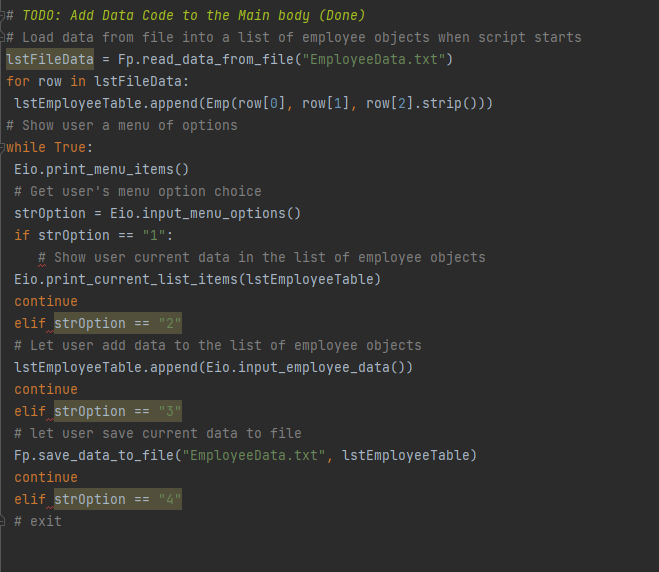 # TODO: Add Data Code to the Main body (Done)
# Load data from file into a list of employee objects when script starts
lstFileData = Fp.read_data_from_file("EmployeeData.txt")
for row in lstFileData:
 lstEmployeeTable.append(Emp(row[0], row[1], row[2].strip()))
# Show user a menu of options
while True:
 Eio.print_menu_items()
 # Get user's menu option choice
 strOption = Eio.input_menu_options()
 if strOption == "1":
    # Show user current data in the list of employee objects
 Eio.print_current_list_items(lstEmployeeTable)
 continue
 elif strOption == "2"
 # Let user add data to the list of employee objects
 lstEmployeeTable.append(Eio.input_employee_data())
 continue
 elif strOption == "3"
 # let user save current data to file
 Fp.save_data_to_file("EmployeeData.txt", lstEmployeeTable)
 continue
 elif strOption == "4"
 # exit